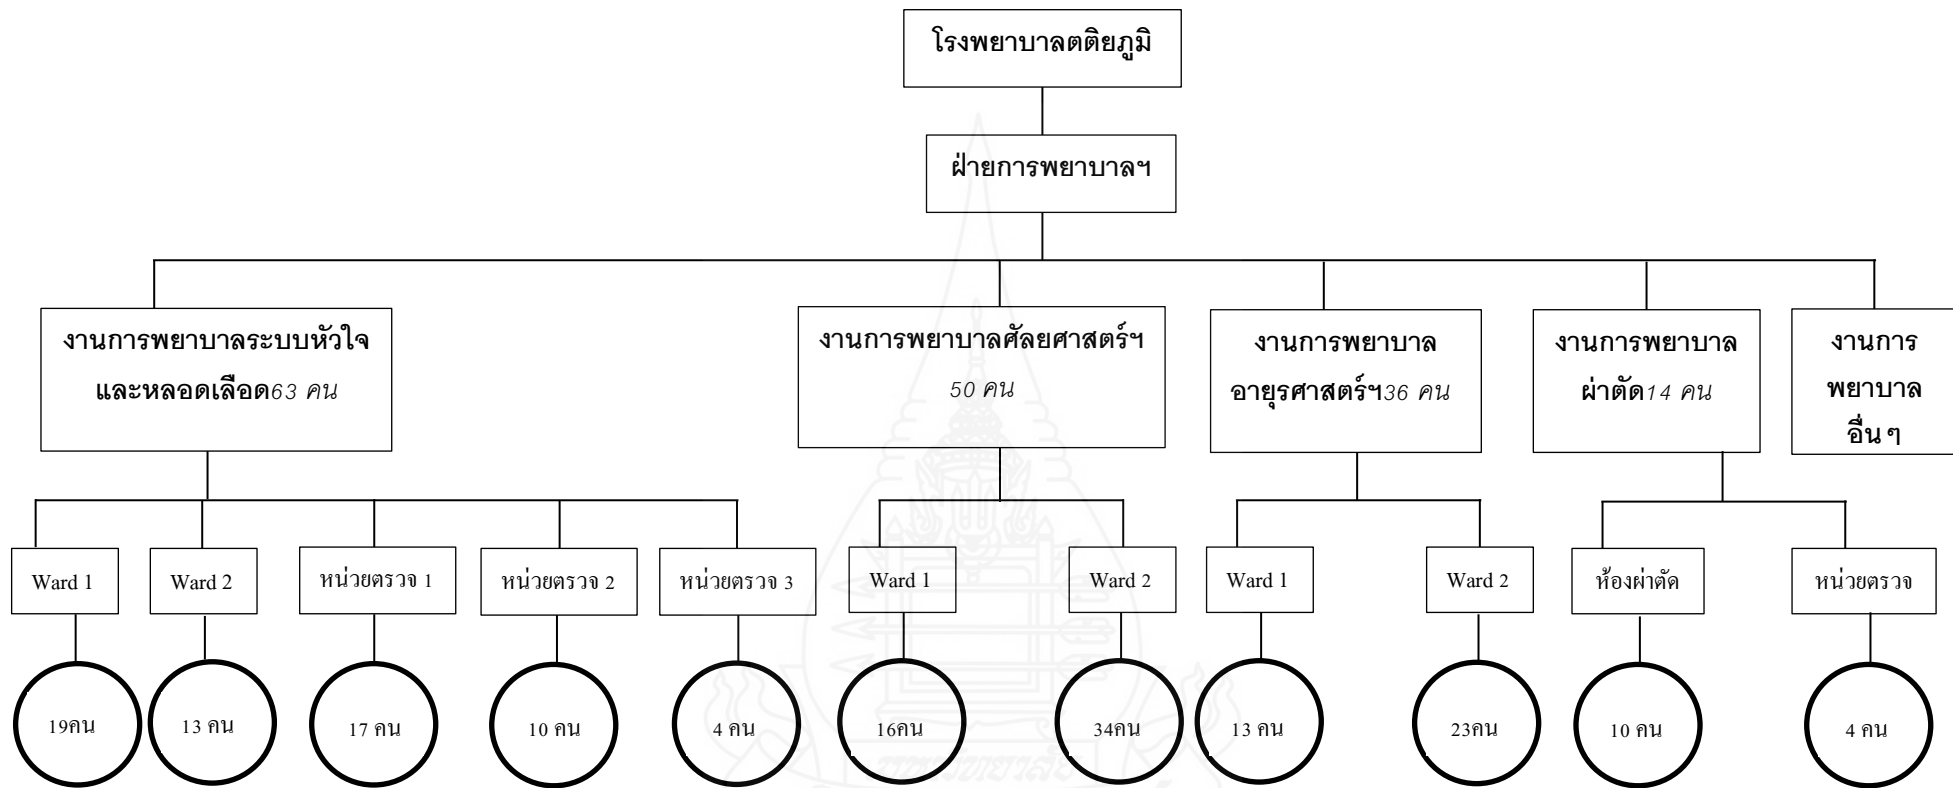 โรงพยาบาลตติยภูมิ
ฝ่ายการพยาบาลฯ
งานการพยาบาลระบบหัวใจ
และหลอดเลือด63 คน
งานการพยาบาลศัลยศาสตร์ฯ
50 คน
งานการพยาบาล
อายุรศาสตร์ฯ36 คน
งานการพยาบาล
ผ่าตัด14 คน
งานการ
พยาบาล
อื่นๆ
Ward 1
Ward 2
หน่วยตรวจ 1
หน่วยตรวจ 2
หน่วยตรวจ 3
Ward 1
Ward 2
Ward 1
Ward 2
ห้องผ่าตัด
หน่วยตรวจ
19คน
13 คน
17 คน
10 คน
4 คน
16คน
34คน
13 คน
23คน
10 คน
4 คน